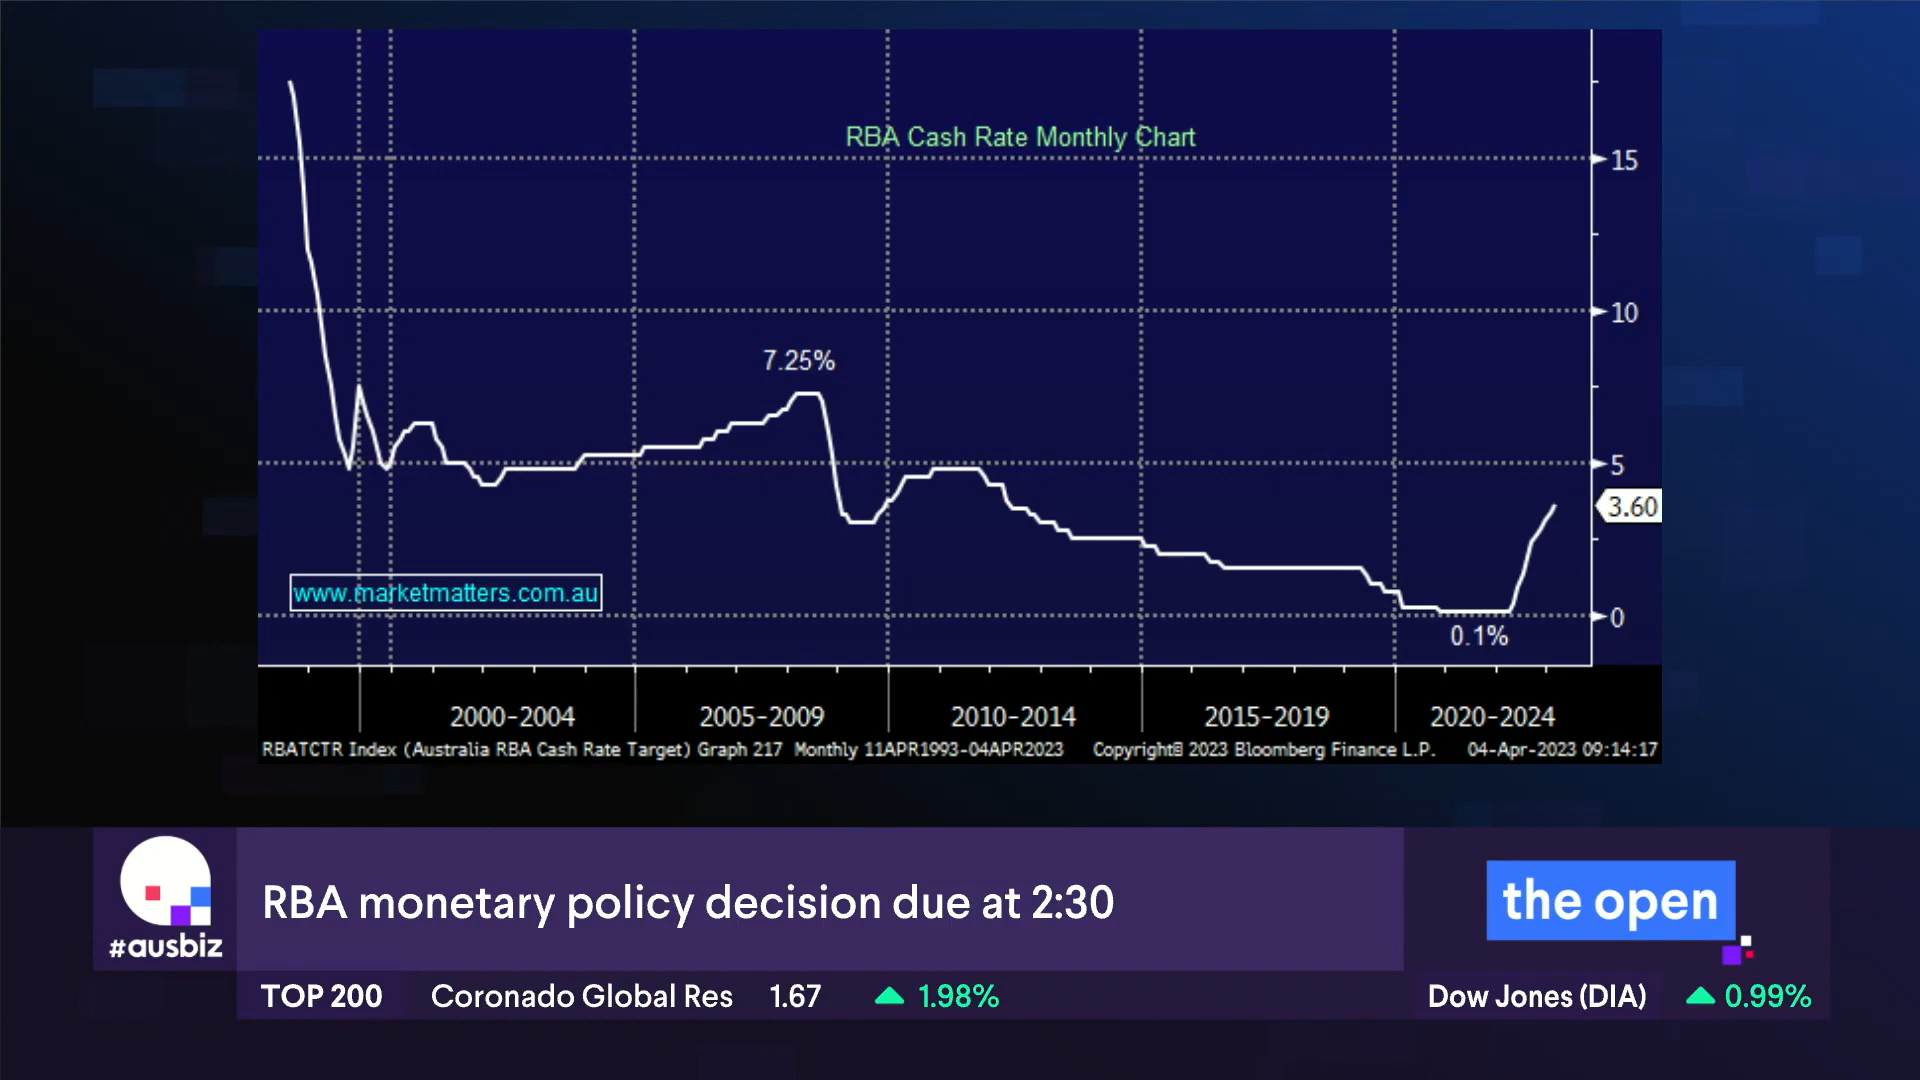 RBA Cash Rate Monthly Chart
15
10
7.25%
5
3.60
www.marketmatters.com.au
0
0.1%
2000-2004 2005-2009 2010-2014 2015-2019 2020-2024
RBATCTR Index (Australia RBA Cash Rate Target) Graph 217 Monthly 11APR1993-04APR2023 Copyright© 2023 Bloomberg Finance L.P. 04-Apr-2023 09:14:17
RBA monetary policy decision due at 2:30
the open
#ausbiz
TOP 200 Coronado Global Res 1.67 ▲ 1.98% Dow Jones (DIA) ▲ 0.99%